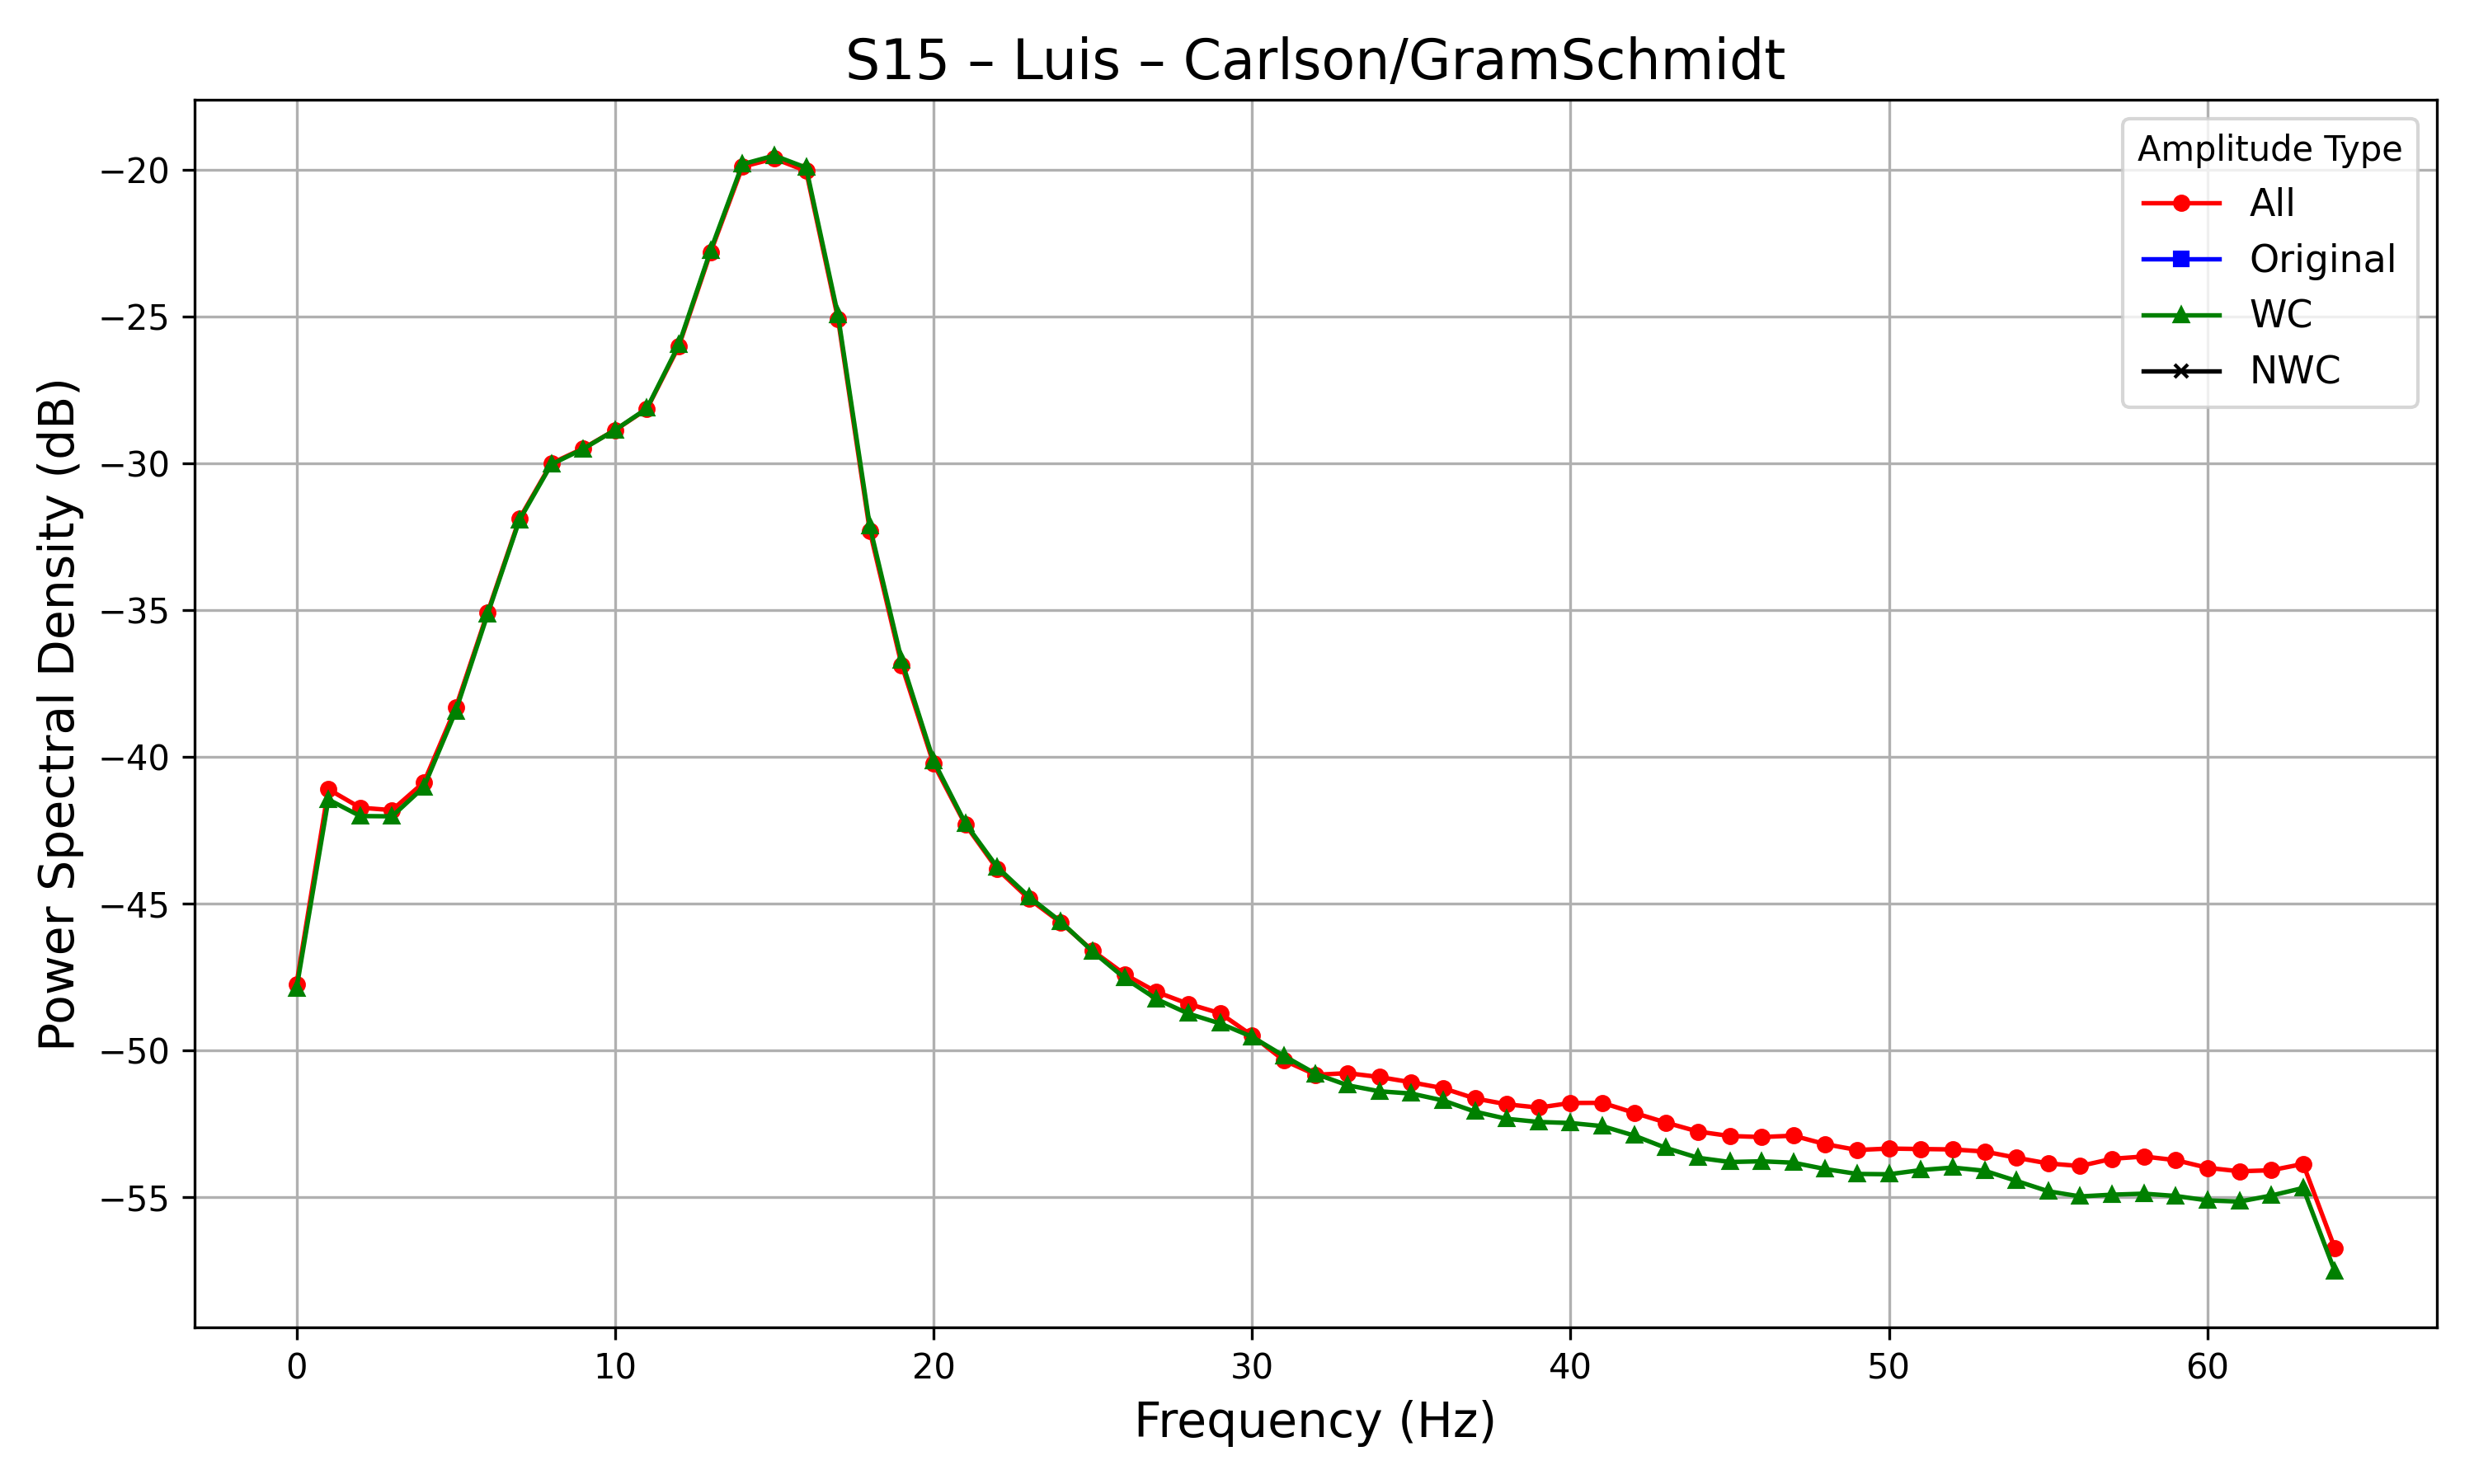 S15 – Luis – Carlson/GramSchmidt
Amplitude Type
All
Original
WC
NWC
Power Spectral Density (dB)
−20
−25
−30
−35
−40
−45
−50
−55
0 10 20 30 40 50 60
Frequency (Hz)